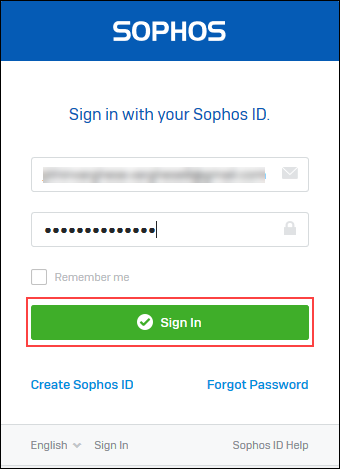 SOPHOS
Sign in with your Sophos ID.
Remember me
Sign In
Create Sophos ID Forgot Password
English Sign In Sophos ID Help